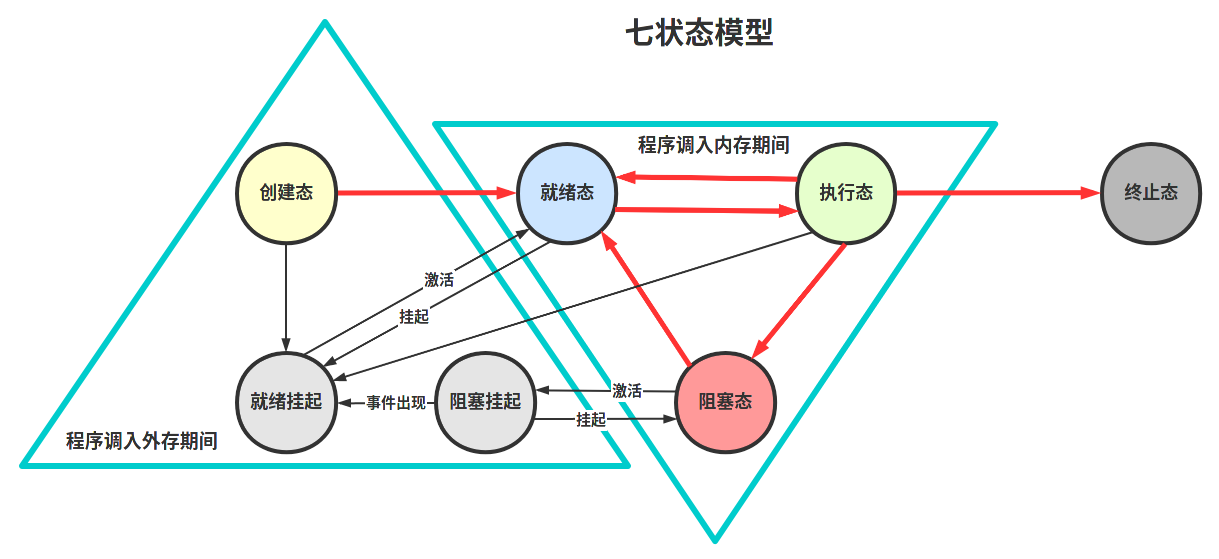 七状态模型
程序调入内存期间
创建态
就绪态
执行态
终止态
激活
挂起
就绪挂起
事件出现
阻塞挂起
激活
挂起
阻塞态
程序调入外存期间